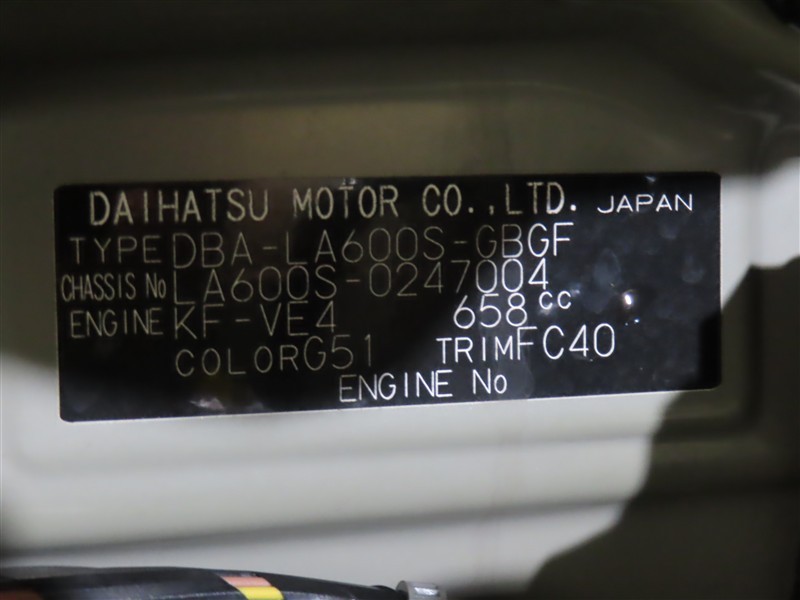 DAIHATSU MOTOR CO.,LTD. JAPAN
TYPE DBA-LA600S-GBGF
CHASSIS No LA600S-0247004
ENGINE KF-VE4 658cc
COLOR G51 TRIM FC40
ENGINE No